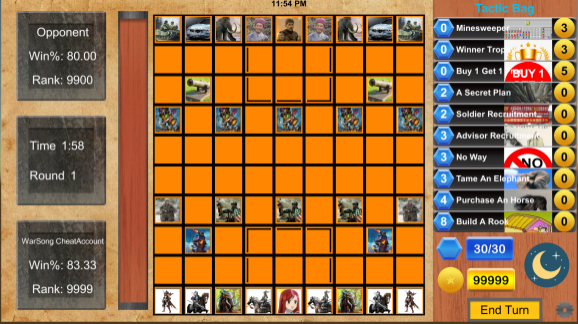 11:54 PM
Opponent
Win%: 80.00
Rank: 9900
Time 1:58
Round 1
WarSong CheatAccount
Win%: 83.33
Rank: 9999
Tactic Bag
0 Minesweeper 3
0 Winner Trop 3
0 Buy 1 Get 1 BUY 1 5
2 A Secret Plan 0
2 Soldier Recruitment 0
3 Advisor 0
3 No Way NO 0
3 Tame An Elephant 0
4 Purchase An Horse 0
8 Build A Rook 0
30/30
99999
End Turn